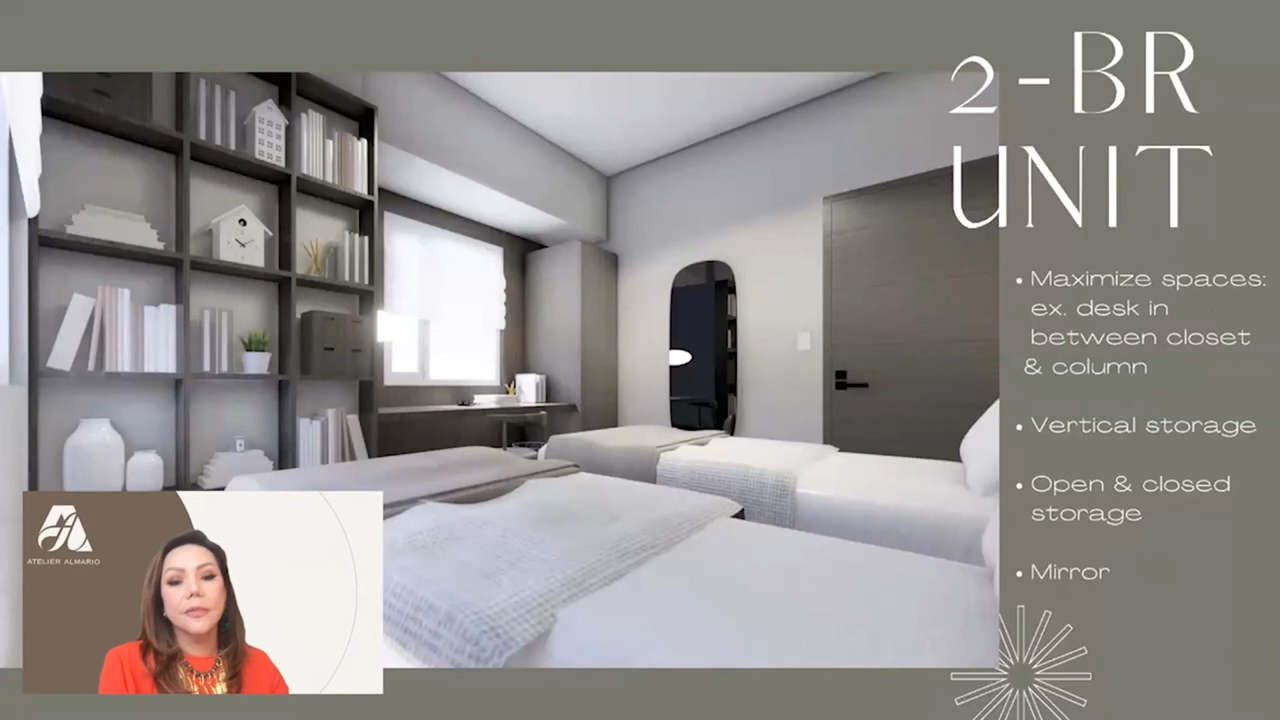 2-BR
UNIT
• Maximize spaces:
ex. desk in
between closet
& column
• Vertical storage
• Open & closed
storage
• Mirror
ATELIER ALMARIO